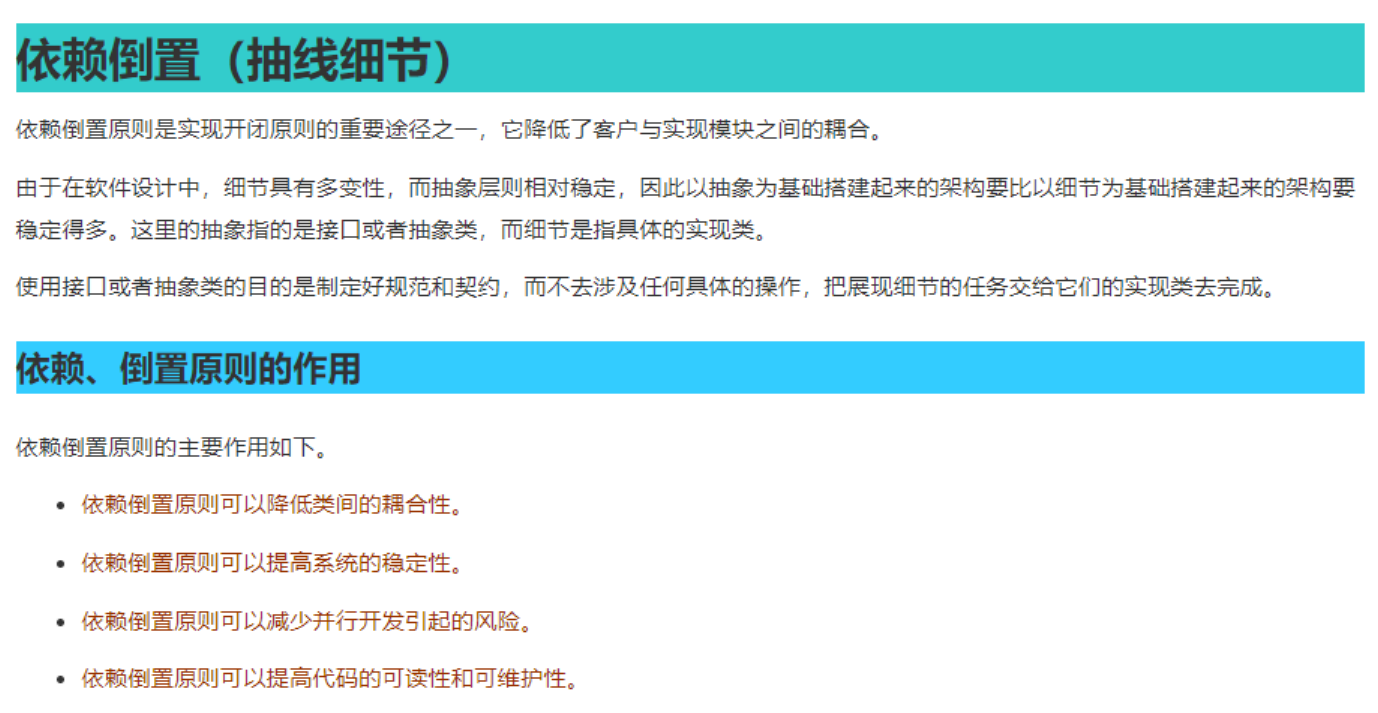 依赖倒置（抽线细节）
依赖倒置原则是实现开闭原则的重要途径之一，它降低了客户与实现模块之间的耦合。
由于在软件设计中，细节具有多变性，而抽象层则相对稳定，因此以抽象为基础搭建起来的架构要比以细节为基础搭建起来的架构要
稳定得多。这里的抽象指的是接口或者抽象类，而细节是指具体的实现类。
使用接口或者抽象类的目的是制定好规范和契约，而不去涉及任何具体的操作，把展现细节的任务交给它们的实现类去完成。
依赖、倒置原则的作用
依赖倒置原则的主要作用如下。
• 依赖倒置原则可以降低类间的耦合性。
• 依赖倒置原则可以提高系统的稳定性。
• 依赖倒置原则可以减少并行开发引起的风险。
• 依赖倒置原则可以提高代码的可读性和可维护性。